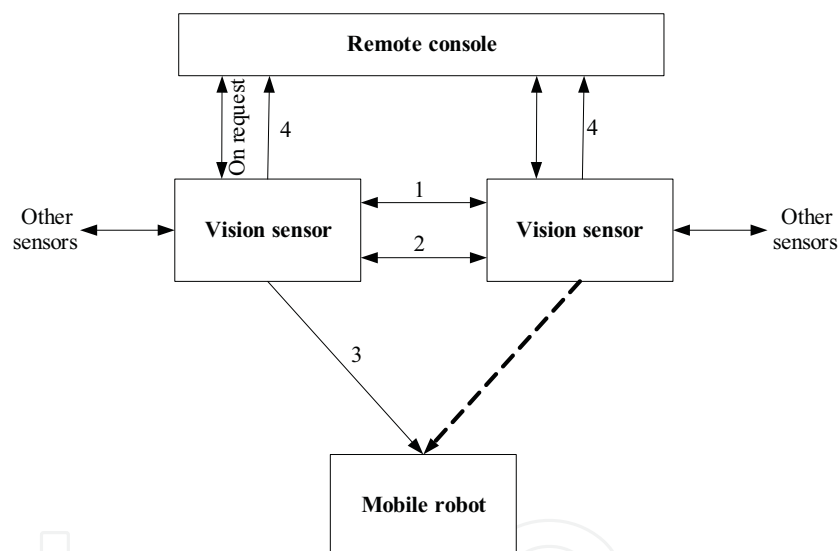 Remote console
On request
4
4
1
Other
sensors
Vision sensor
Vision sensor
Other
sensors
2
3
Mobile robot